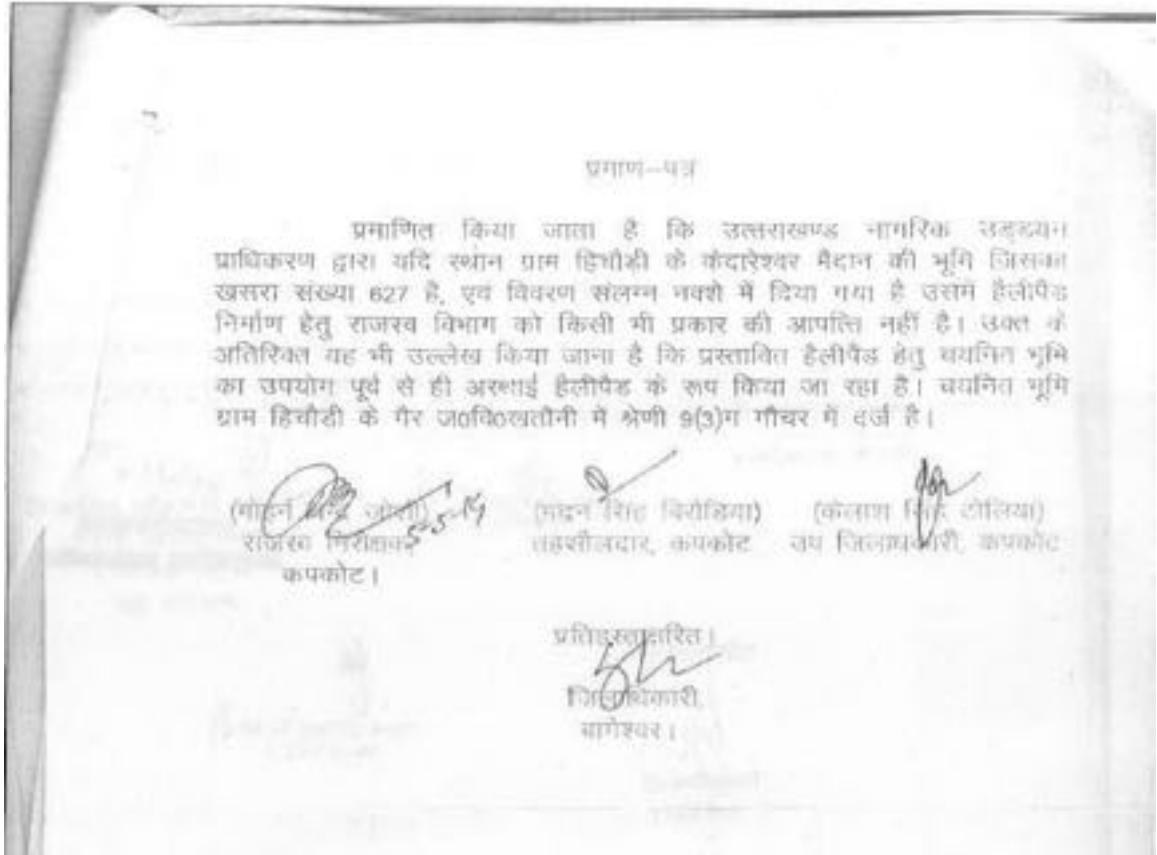 प्रमाण–पत्र
प्रमाणित किया जाता है कि उत्तराखण्ड नागरिक उड्डयन
प्राधिकरण द्वारा यदि स्थान ग्राम हिचौडी के केदारेश्वर मैदान की भूमि जिसका
खसरा संख्या 627 है, एवं विवरण संलग्न नक्शे में दिया गया है उसमें हैलीपैड
निर्माण हेतु राजस्व विभाग को किसी भी प्रकार की आपत्ति नहीं है। उक्त के
अतिरिक्त यह भी उल्लेख किया जाना है कि प्रस्तावित हैलीपैड हेतु चयनित भूमि
का उपयोग पूर्व से ही अस्थाई हैलीपैड के रूप किया जा रहा है। चयनित भूमि
ग्राम हिचौडी के गैर ज0वि0खतौनी में श्रेणी 9(3)ग गौचर में दर्ज है।
(मोहन चन्द्र जोशी) (मदन सिंह बिरोडिया) (कैलाश सिंह टोलिया)
राजस्व निरीक्षक तहसीलदार, कपकोट उप जिलाधिकारी, कपकोट
कपकोट।
प्रतिहस्ताक्षरित।
जिलाधिकारी,
बागेश्वर।